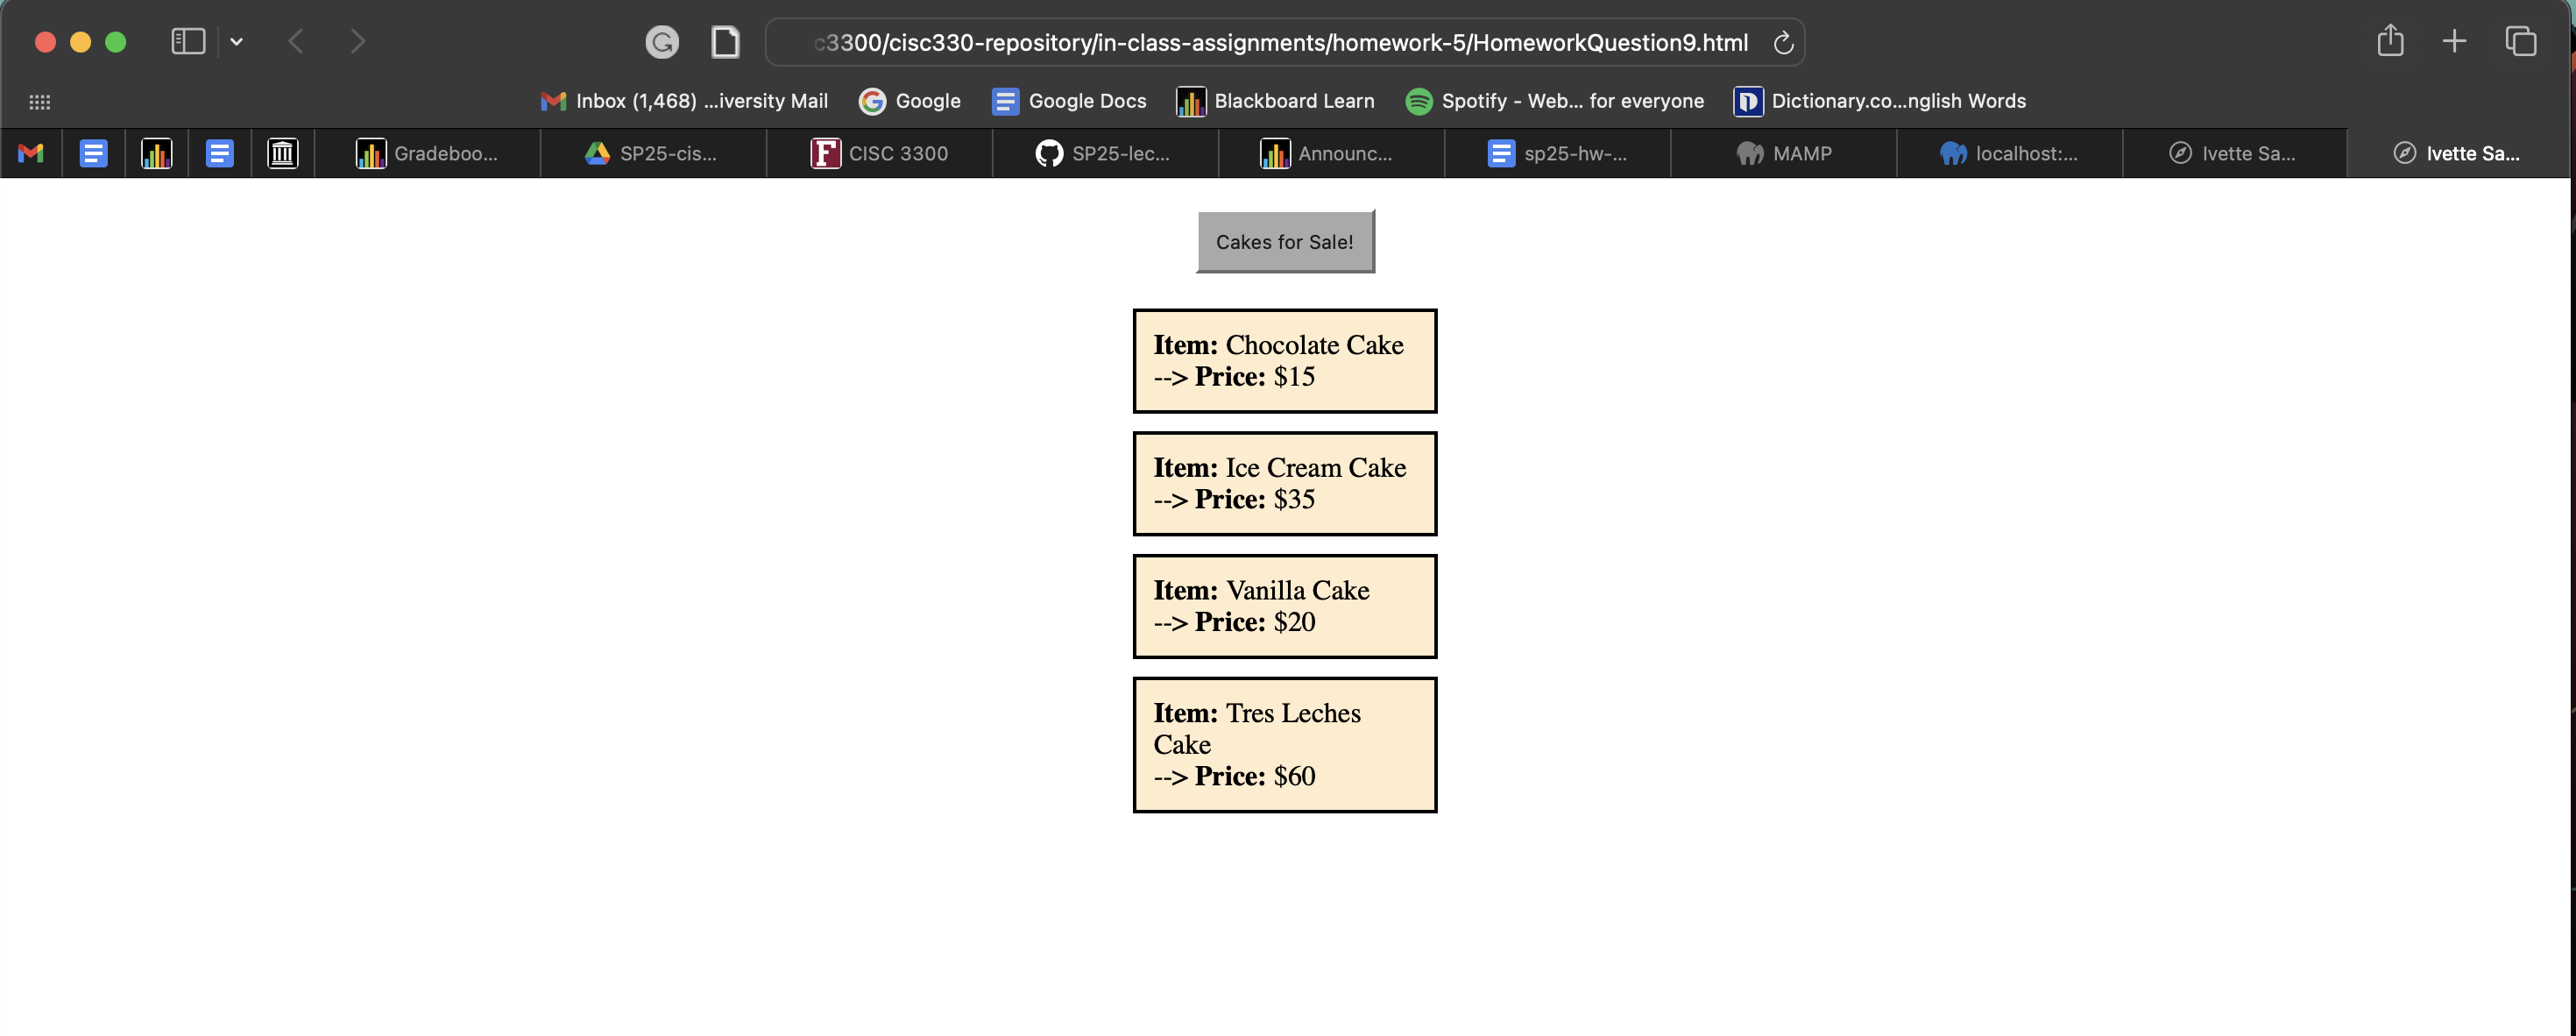 c3300/cisc330-repository/in-class-assignments/homework-5/HomeworkQuestion9.html
Inbox (1,468) ...iversity Mail
Google
Google Docs
Blackboard Learn
Spotify - Web... for everyone
Dictionary.co...nglish Words
Gradeboo...
SP25-cis...
CISC 3300
SP25-lec...
Announc...
sp25-hw-...
MAMP
localhost:...
Ivette Sa...
Ivette Sa...
Cakes for Sale!
Item: Chocolate Cake
--> Price: $15
Item: Ice Cream Cake
--> Price: $35
Item: Vanilla Cake
--> Price: $20
Item: Tres Leches
Cake
--> Price: $60